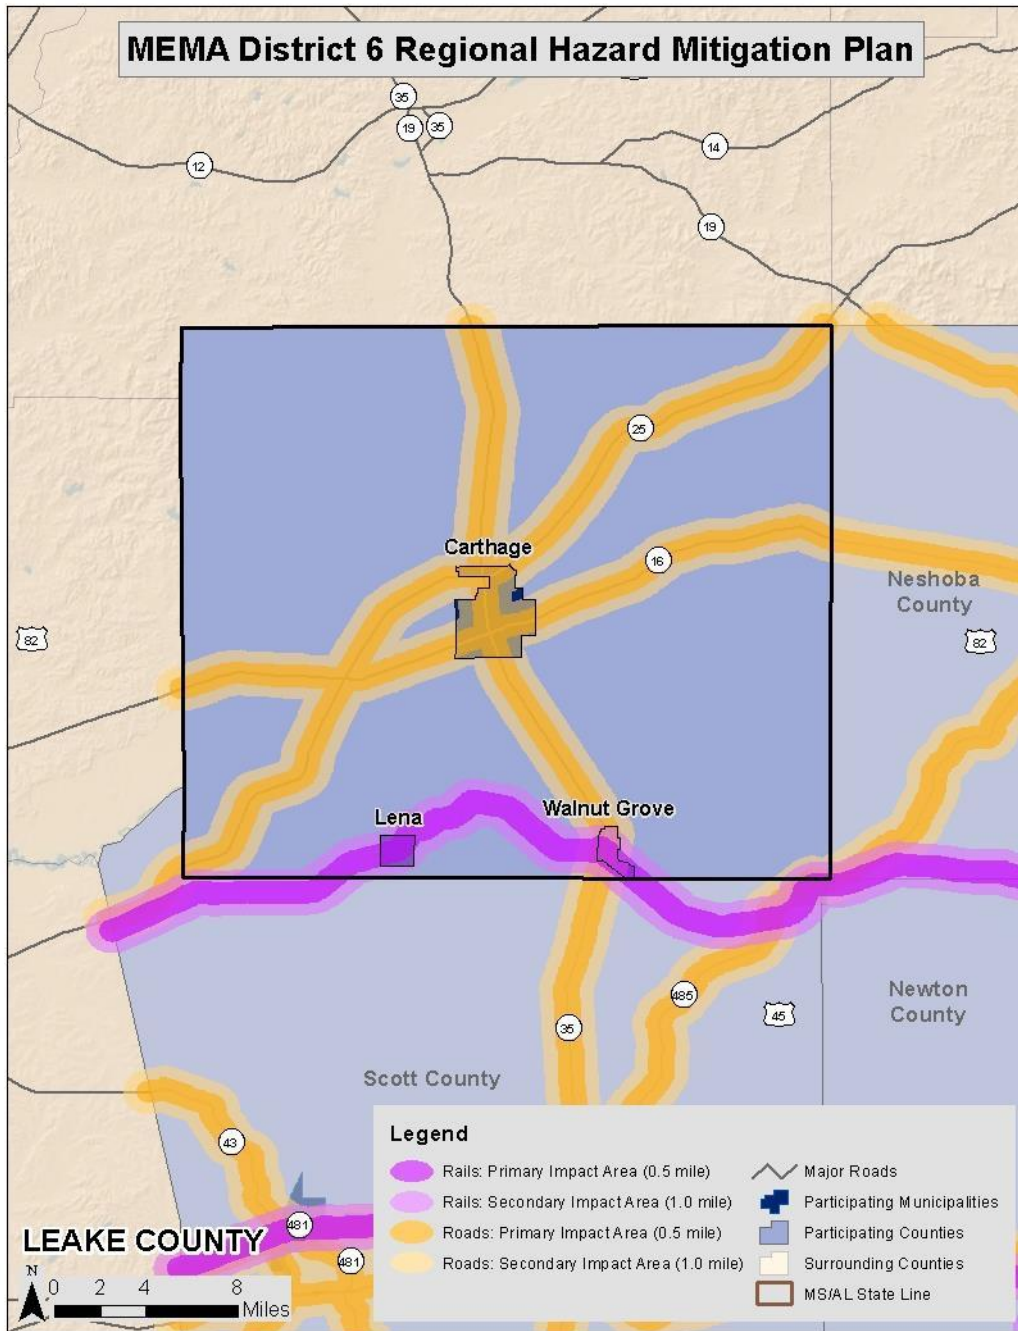 MEMA District 6 Regional Hazard Mitigation Plan
35
19
35
12
14
19
25
Carthage
16
Neshoba
County
82
82
Lena
Walnut Grove
485
Newton
County
45
35
Scott County
43
481
481
Legend
Rails: Primary Impact Area (0.5 mile)
Rails: Secondary Impact Area (1.0 mile)
Roads: Primary Impact Area (0.5 mile)
Roads: Secondary Impact Area (1.0 mile)
Major Roads
Participating Municipalities
Participating Counties
Surrounding Counties
MS/AL State Line
LEAKE COUNTY
N
0 2 4 8
Miles